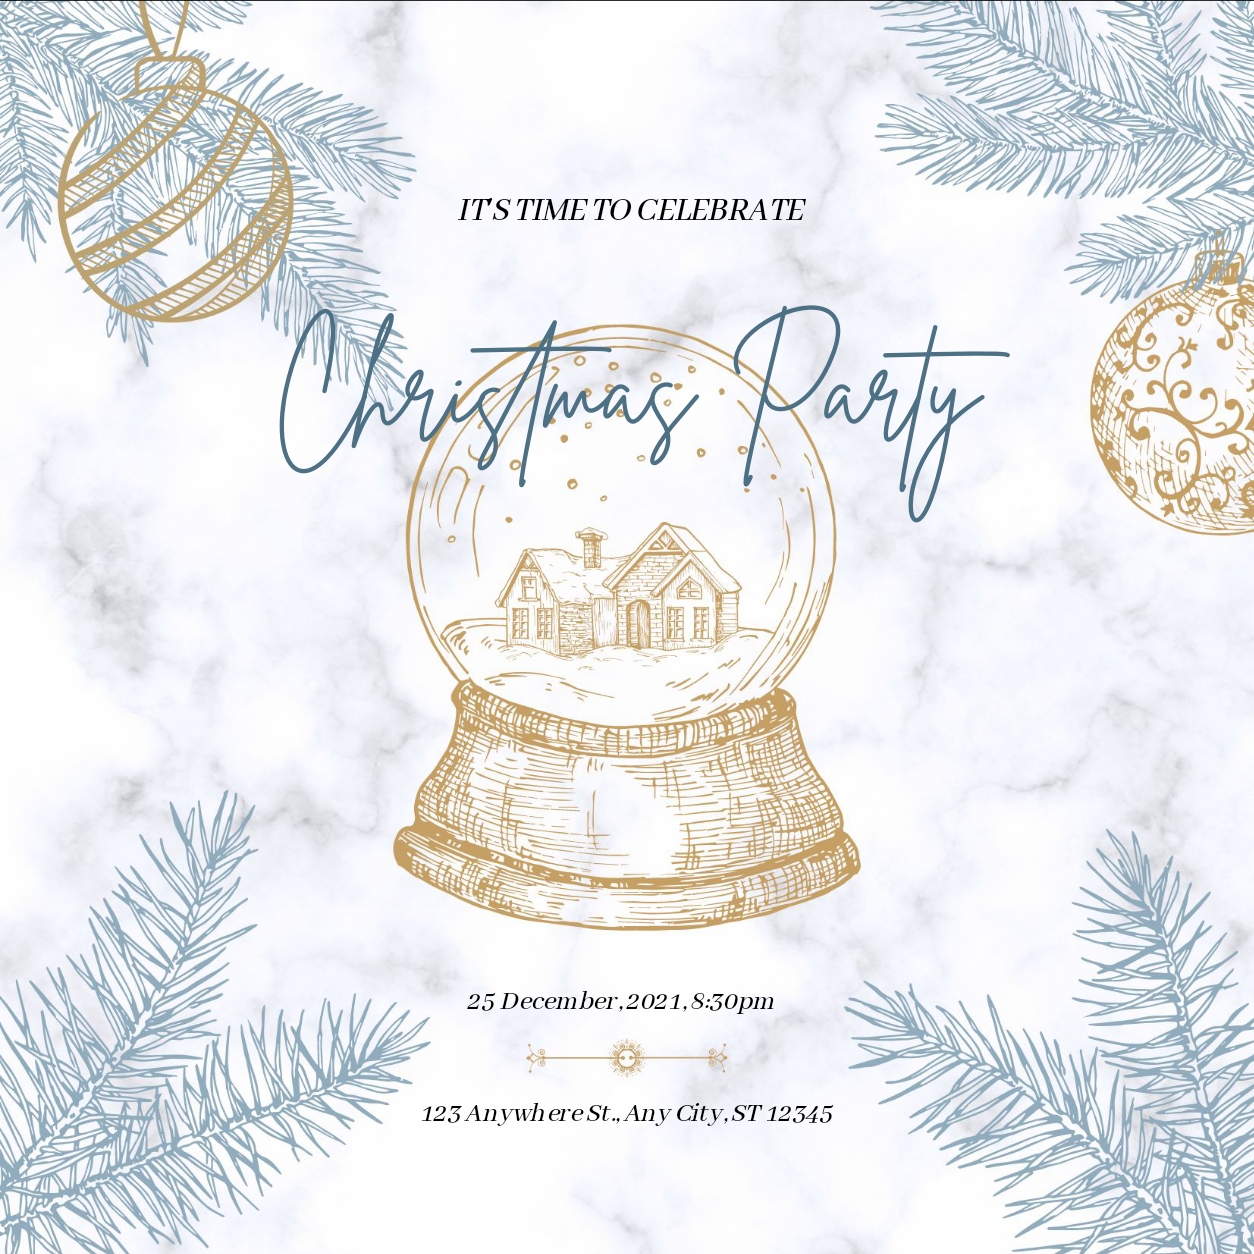 IT'S TIME TO CELEBRATE
Christmas Party
25 December,2021,8:30pm
123 Anywhere St., Any City, ST 12345